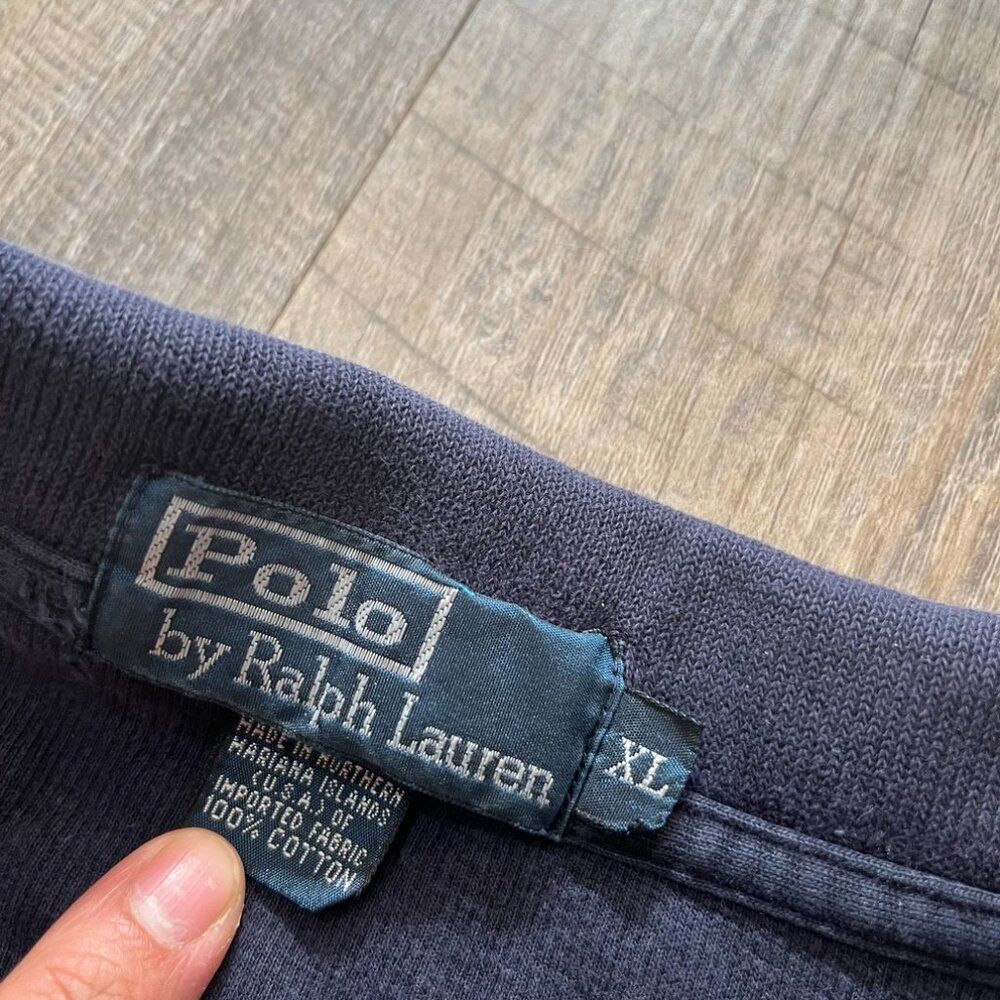 Polo
by Ralph Lauren
XL
MADE IN NORTHERN
MARIANA ISLANDS
(U.S.A.) OF
IMPORTED FABRIC
100% COTTON